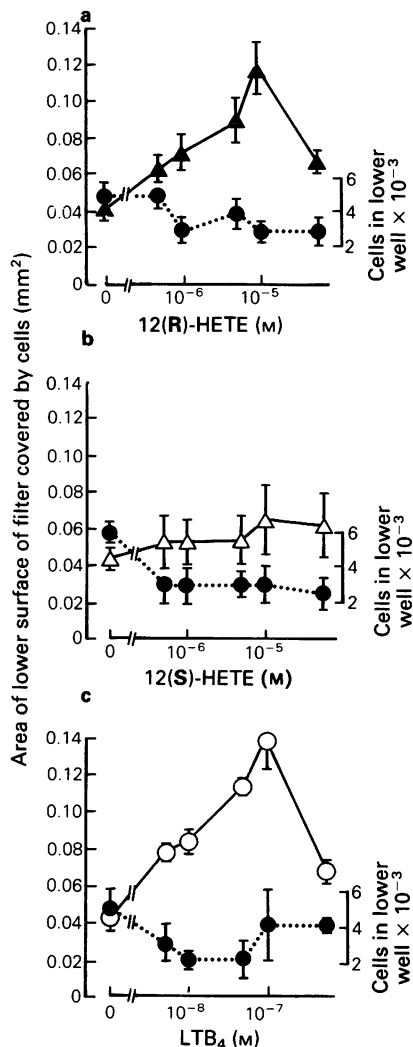 a
0.14
0.12
0.10
0.08
0.06
0.04
0.02
0
6
4
2
Cells in lower
well × 10⁻³
0 10⁻⁶ 10⁻⁵
12(R)-HETE (M)
b
0.14
0.12
0.10
0.08
0.06
0.04
0.02
0
6
4
2
Cells in lower
well × 10⁻³
0 10⁻⁶ 10⁻⁵
12(S)-HETE (M)
Area of lower surface of filter covered by cells (mm²)
c
0.14
0.12
0.10
0.08
0.06
0.04
0.02
0
6
4
2
Cells in lower
well × 10⁻³
0 10⁻⁸ 10⁻⁷
LTB₄ (M)